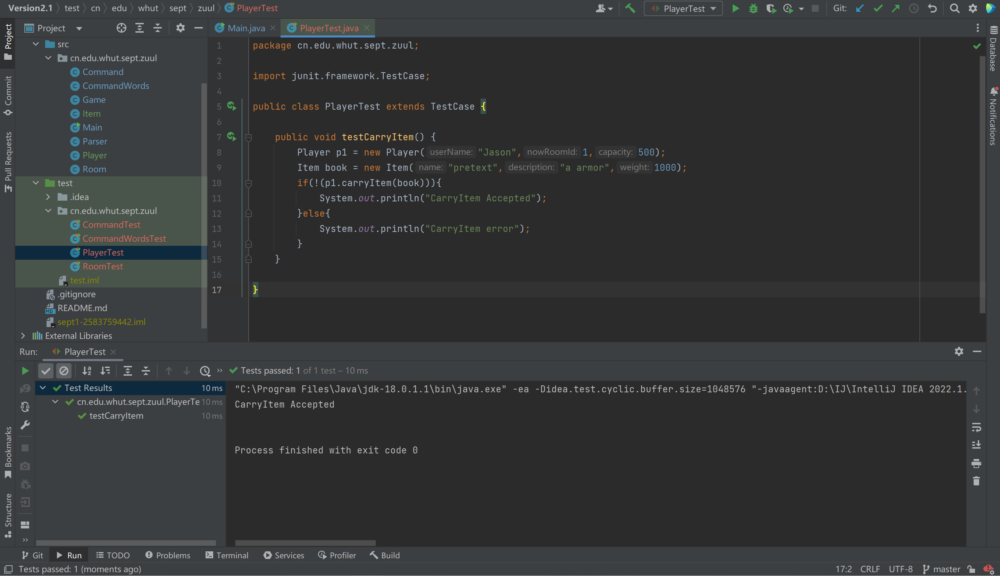 Version2.1 test cn edu whut sept zuul PlayerTest
PlayerTest
Git:
Project
Main.java
PlayerTest.java
src
cn.edu.whut.sept.zuul
Command
CommandWords
Game
Item
Main
Parser
Player
Room
test
.idea
cn.edu.whut.sept.zuul
CommandTest
CommandWordsTest
PlayerTest
RoomTest
test.iml
.gitignore
README.md
sept1-2583759442.iml
External Libraries
Project
Commit
Pull Requests
Bookmarks
Structure
1 package cn.edu.whut.sept.zuul;
2
3 import junit.framework.TestCase;
4
5 public class PlayerTest extends TestCase {
6
7 public void testCarryItem() {
8 Player p1 = new Player( userName: "Jason", nowRoomId: 1, capacity: 500);
9 Item book = new Item( name: "pretext", description: "a armor", weight: 1000);
10 if(!(p1.carryItem(book))){
11 System.out.println("CarryItem Accepted");
12 }else{
13 System.out.println("CarryItem error");
14 }
15 }
16
17 }
Database
Notifications
Run: PlayerTest
Tests passed: 1 of 1 test – 10 ms
Test Results 10 ms
cn.edu.whut.sept.zuul.PlayerTe 10 ms
testCarryItem 10 ms
"C:\Program Files\Java\jdk-18.0.1.1\bin\java.exe" -ea -Didea.test.cyclic.buffer.size=1048576 "-javaagent:D:\IJ\IntelliJ IDEA 2022.1.
CarryItem Accepted
Process finished with exit code 0
Git Run TODO Problems Terminal Services Profiler Build
Tests passed: 1 (moments ago)
17:2 CRLF UTF-8 master